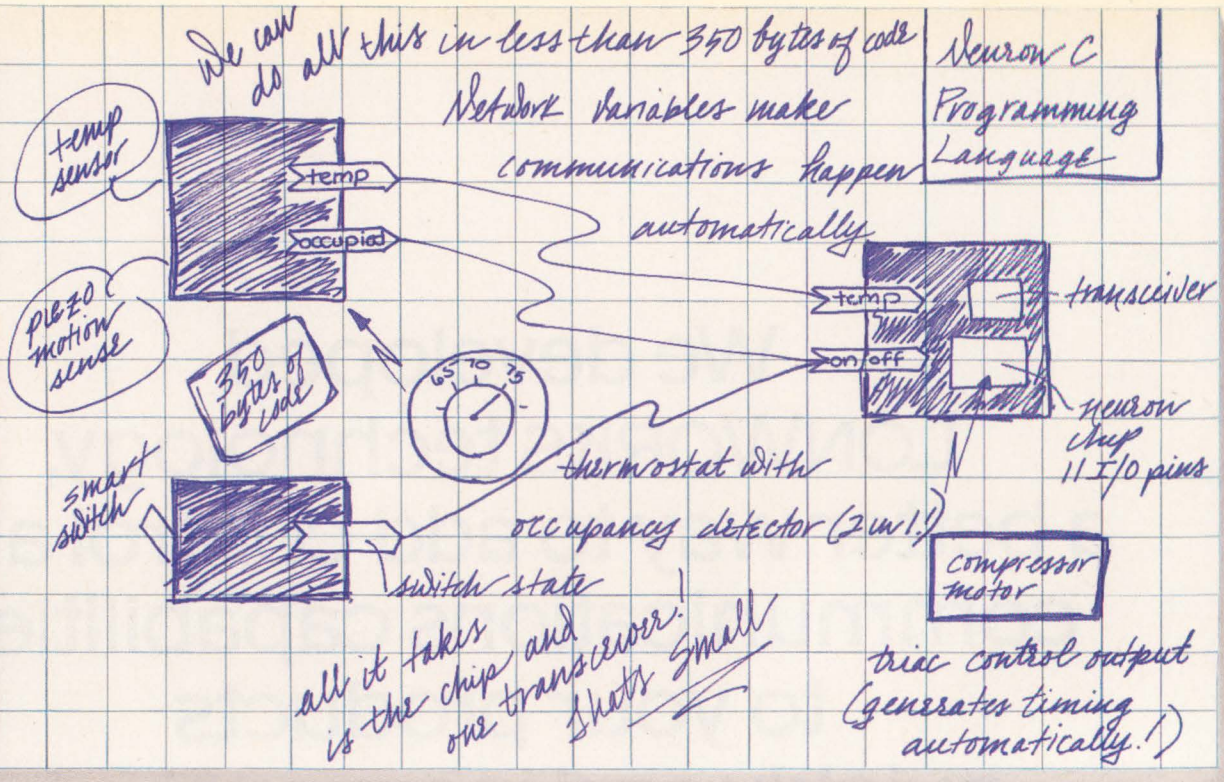 We can
do all this in less than 350 bytes of code
Network Variables make
communications happen
automatically
Neuron C
Programming
Language
temp
sensor
temp
occupied
piezo
motion
sense
350
bytes of
code
65 70 75
temp
on off
transceiver
neuron
chip
11 I/O pins
smart
switch
thermostat with
occupancy detector (2 in 1!)
switch state
compressor
motor
all it takes
is the chip and
one transceiver!
That's Small
triac control output
(generates timing
automatically!)